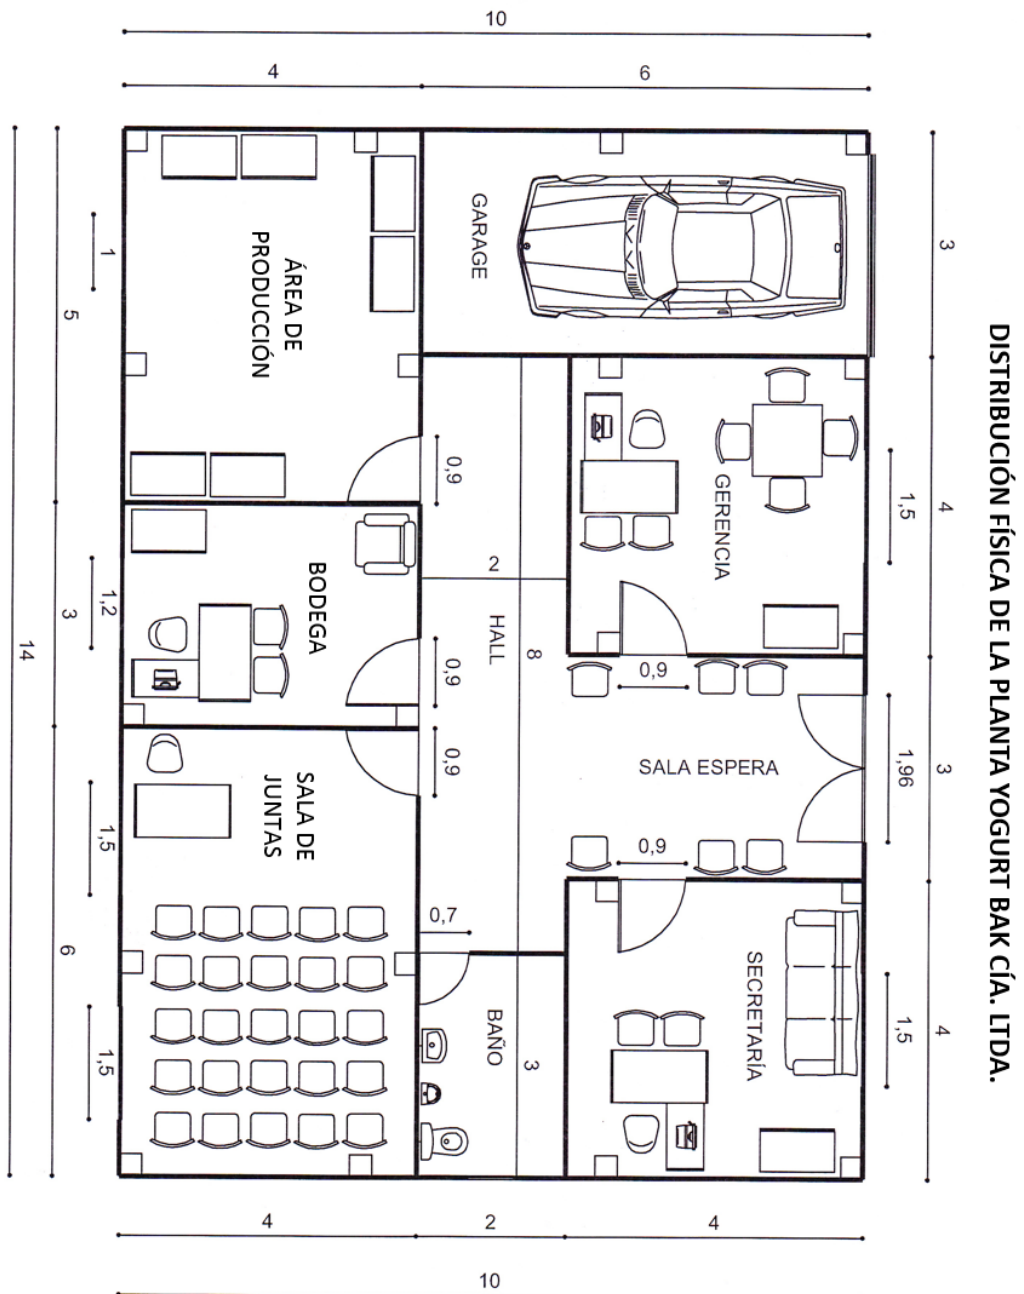 DISTRIBUCIÓN FÍSICA DE LA PLANTA YOGURT BAK CÍA. LTDA.
10
4
6
3
4
3
4
1,5
1,96
1,5
GARAGE
GERENCIA
SALA ESPERA
0,9
0,9
SECRETARÍA
2
HALL
8
BAÑO
3
0,7
0,9
0,9
0,9
ÁREA DE
PRODUCCIÓN
BODEGA
SALA DE
JUNTAS
1
1,2
1,5
1,5
5
3
6
14
4
2
4
10